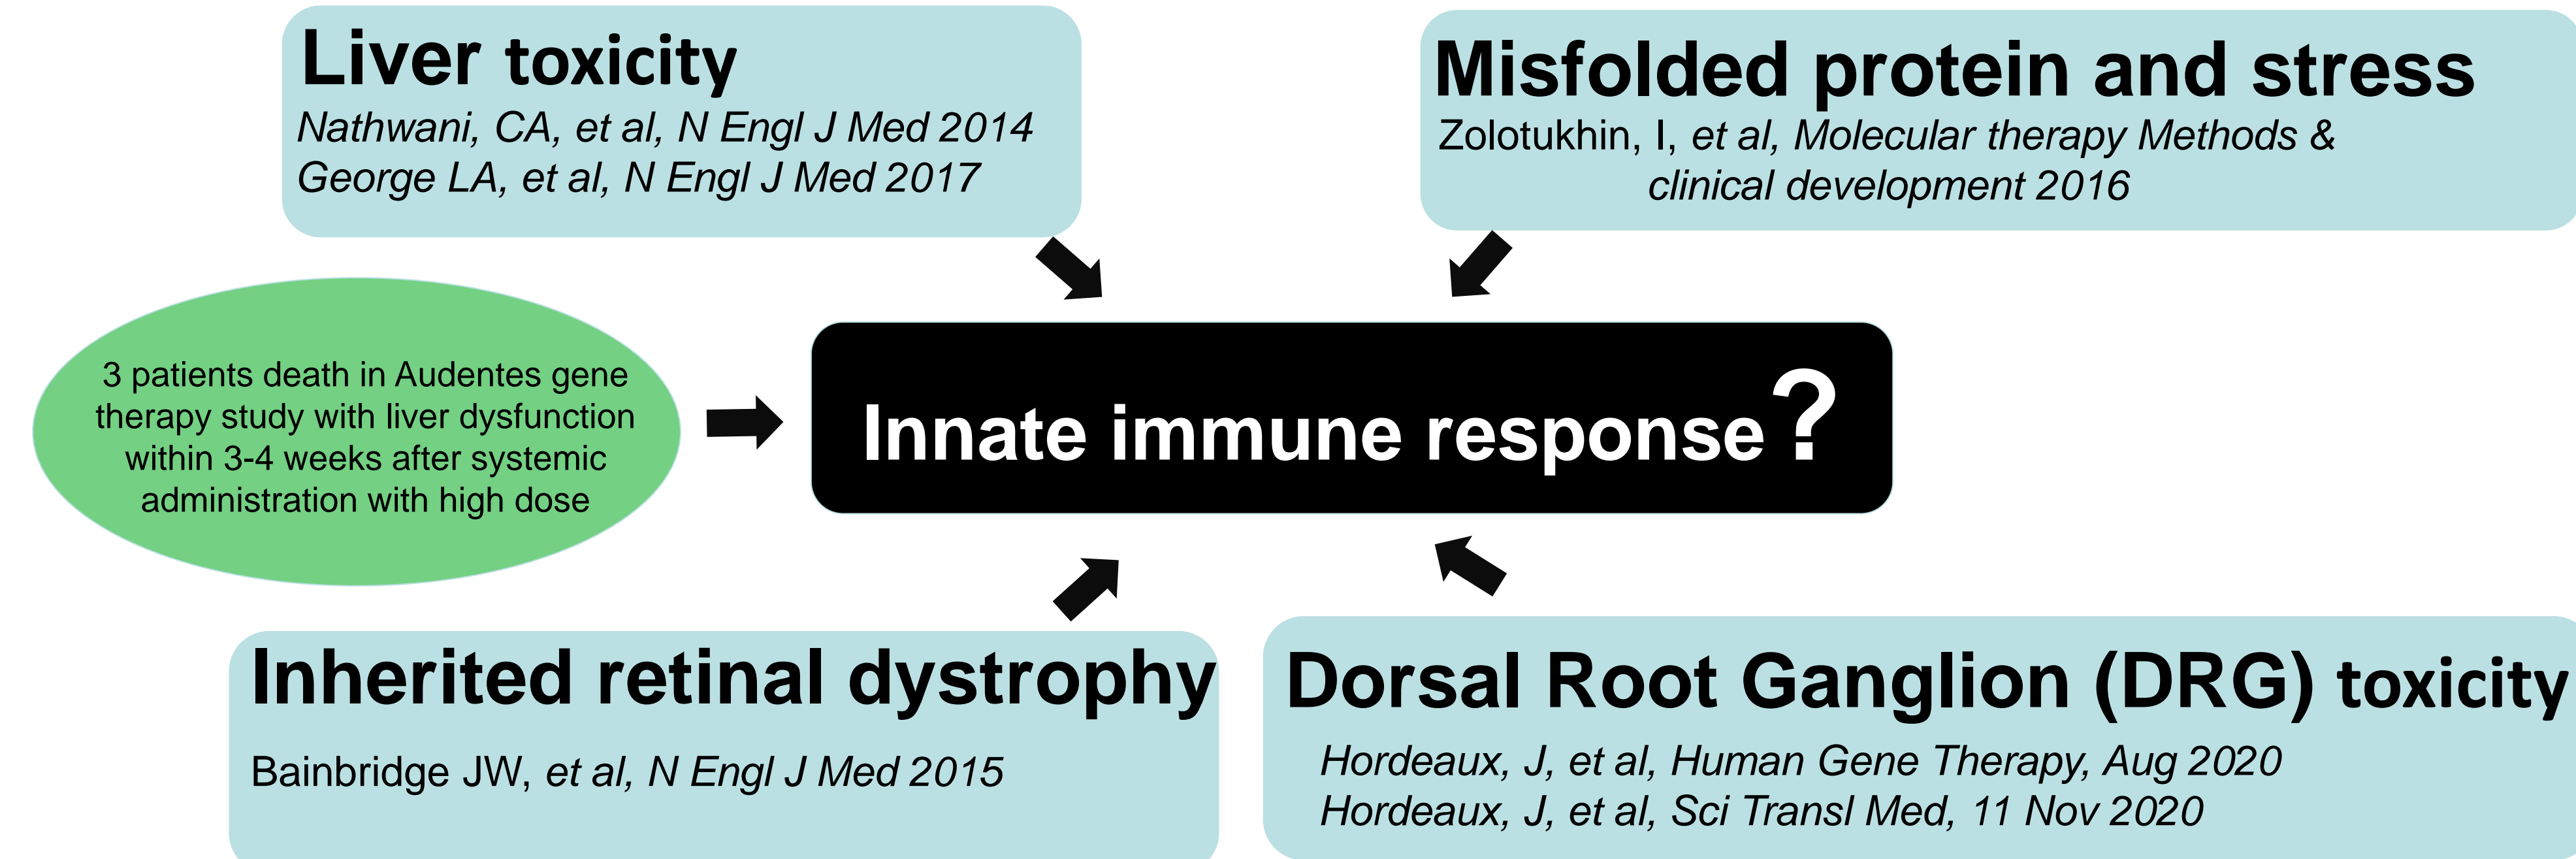 Liver toxicity
Nathwani, CA, et al, N Engl J Med 2014
George LA, et al, N Engl J Med 2017
Misfolded protein and stress
Zolotukhin, I, et al, Molecular therapy Methods &
clinical development 2016
3 patients death in Audentes gene
therapy study with liver dysfunction
within 3-4 weeks after systemic
administration with high dose
Innate immune response?
Inherited retinal dystrophy
Bainbridge JW, et al, N Engl J Med 2015
Dorsal Root Ganglion (DRG) toxicity
Hordeaux, J, et al, Human Gene Therapy, Aug 2020
Hordeaux, J, et al, Sci Transl Med, 11 Nov 2020